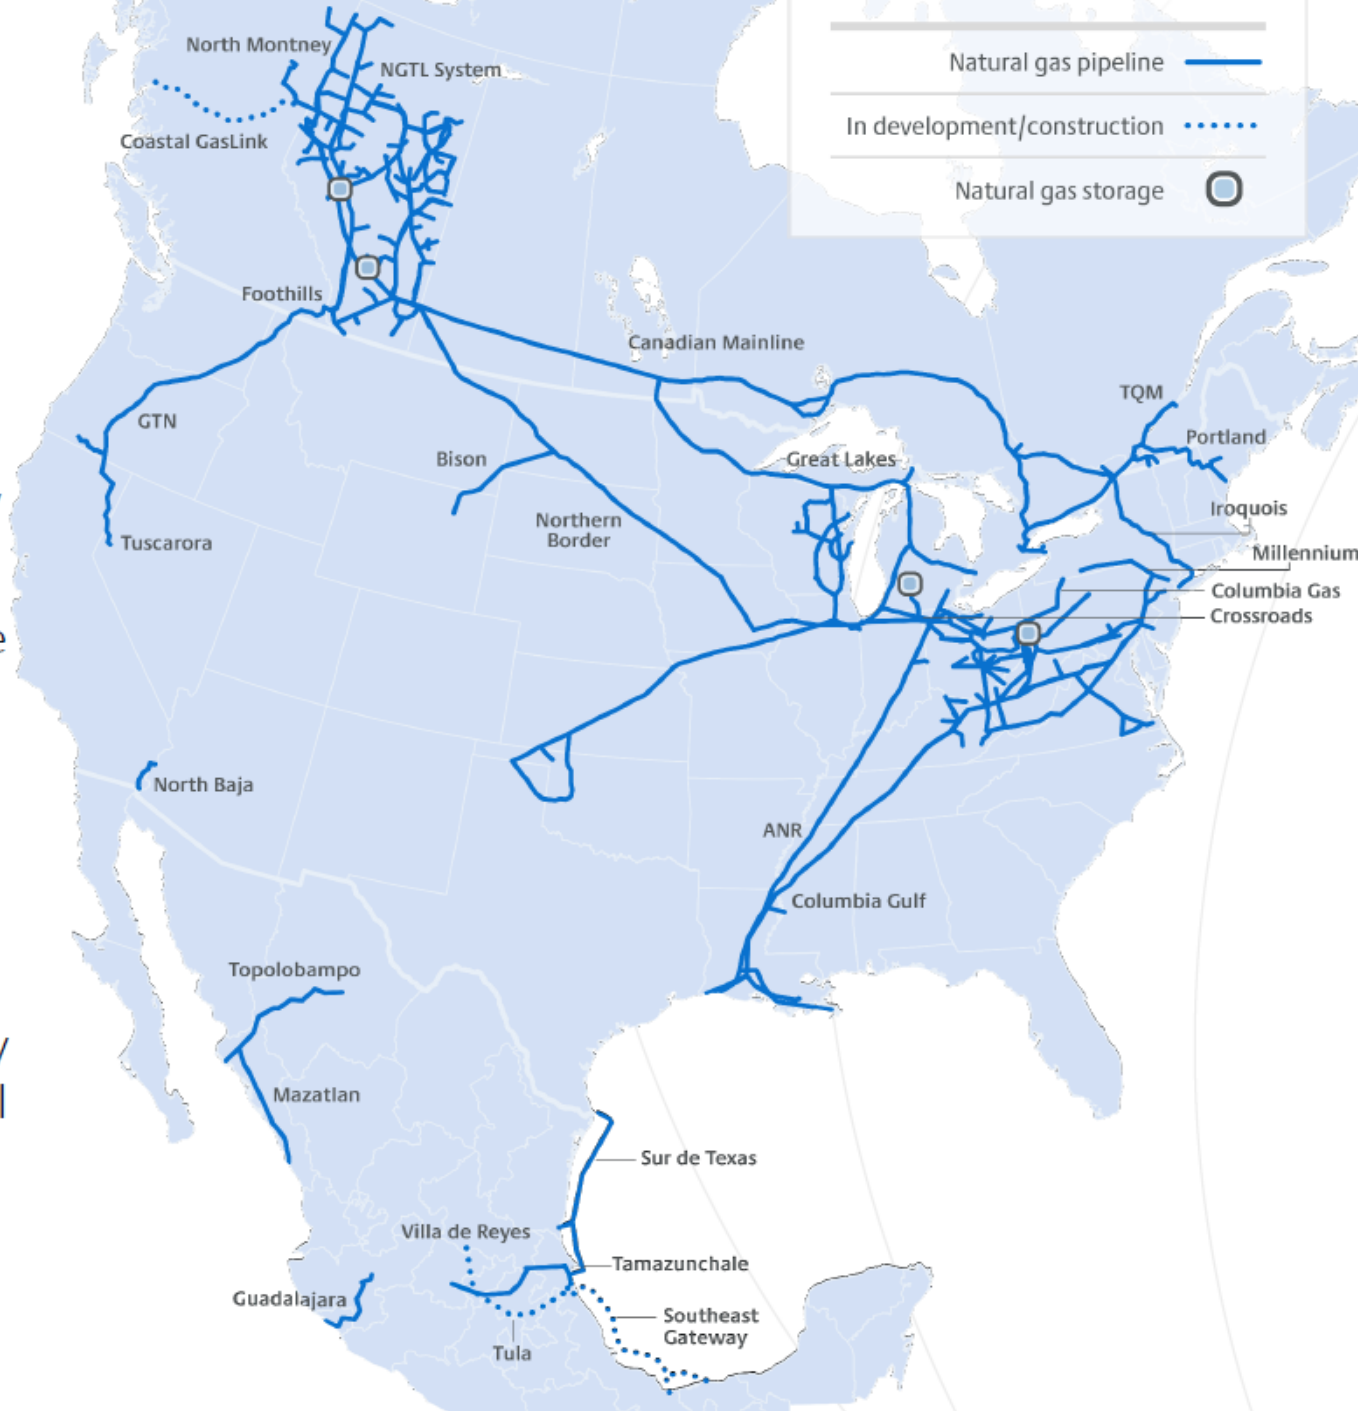 North Montney
NGTL System
Natural gas pipeline
In development/construction
Natural gas storage
Coastal GasLink
Foothills
Canadian Mainline
GTN
TQM
Portland
Bison
Great Lakes
Northern
Border
Iroquois
Tuscarora
Millennium
Columbia Gas
Crossroads
North Baja
ANR
Columbia Gulf
Topolobampo
Mazatlan
Sur de Texas
Villa de Reyes
Tamazunchale
Guadalajara
Southeast
Gateway
Tula